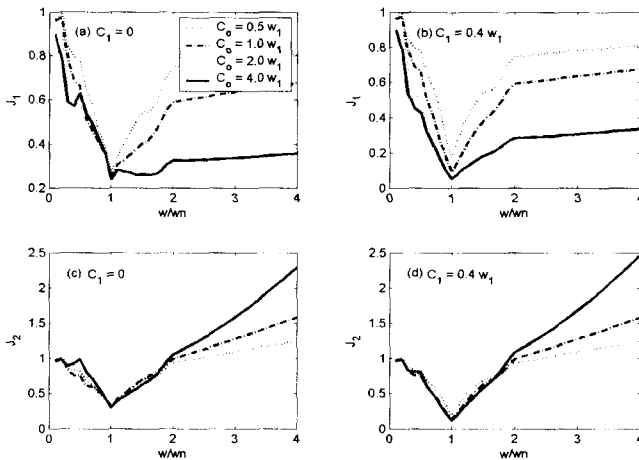 (a) C₁ = 0
C₀ = 0.5 w₁
C₀ = 1.0 w₁
C₀ = 2.0 w₁
C₀ = 4.0 w₁
J₁
1
0.8
0.6
0.4
0.2
0 1 2 3 4
w/wn
(b) C₁ = 0.4 w₁
J₁
1
0.8
0.6
0.4
0.2
0
0 1 2 3 4
w/wn
(c) C₁ = 0
J₂
2.5
2
1.5
1
0.5
0
0 1 2 3 4
w/wn
(d) C₁ = 0.4 w₁
J₂
2.5
2
1.5
1
0.5
0
0 1 2 3 4
w/wn